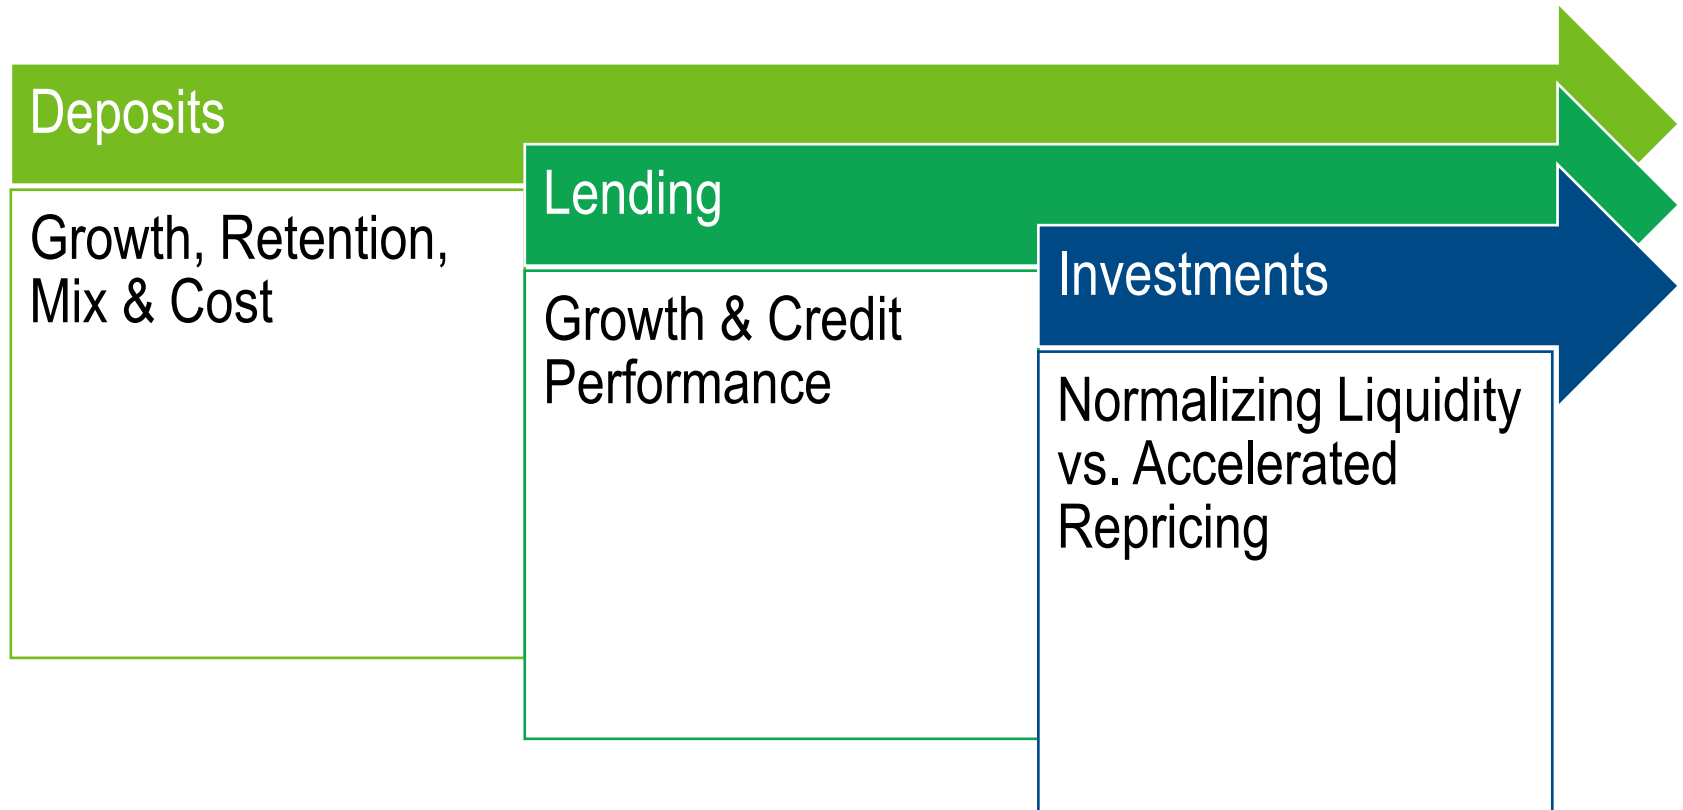 Deposits
Growth, Retention,
Mix & Cost
Lending
Growth & Credit
Performance
Investments
Normalizing Liquidity
vs. Accelerated
Repricing